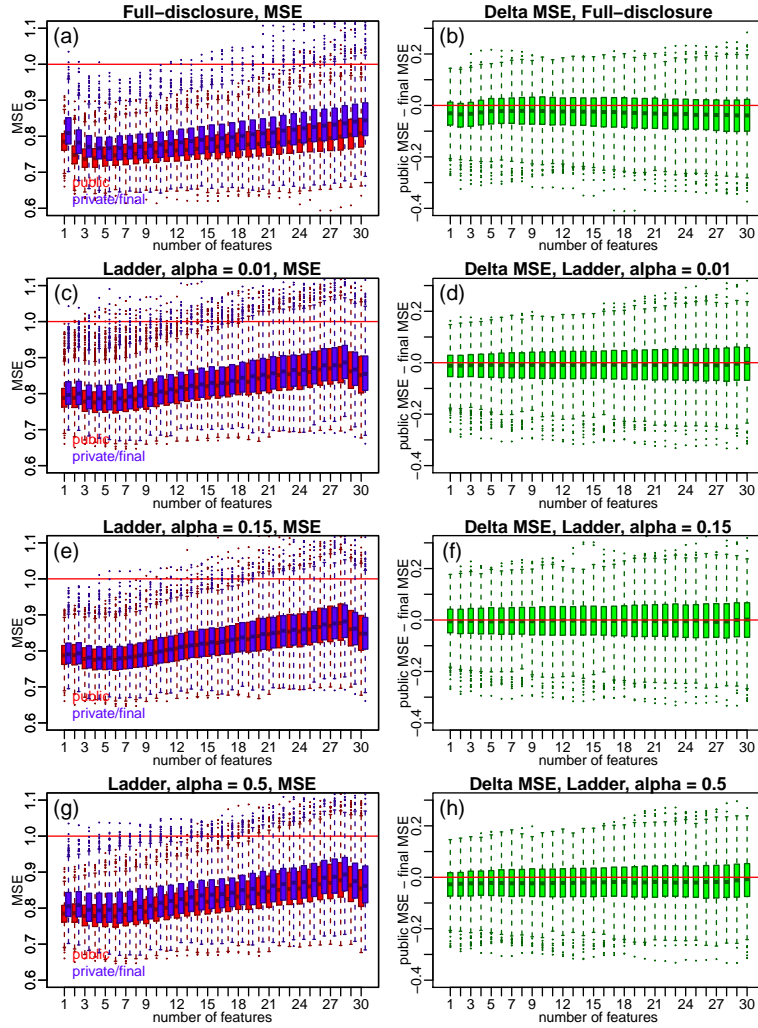 Full−disclosure, MSE
(a)
MSE
0.6 0.7 0.8 0.9 1.0 1.1
public
private/final
1 3 5 7 9 12 15 18 21 24 27 30
number of features
Delta MSE, Full−disclosure
(b)
public MSE − final MSE
−0.4 −0.2 0.0 0.2
1 3 5 7 9 12 15 18 21 24 27 30
number of features
Ladder, alpha = 0.01, MSE
(c)
MSE
0.6 0.7 0.8 0.9 1.0 1.1
public
private/final
1 3 5 7 9 12 15 18 21 24 27 30
number of features
Delta MSE, Ladder, alpha = 0.01
(d)
public MSE − final MSE
−0.4 −0.2 0.0 0.2
1 3 5 7 9 12 15 18 21 24 27 30
number of features
Ladder, alpha = 0.15, MSE
(e)
MSE
0.6 0.7 0.8 0.9 1.0 1.1
public
private/final
1 3 5 7 9 12 15 18 21 24 27 30
number of features
Delta MSE, Ladder, alpha = 0.15
(f)
public MSE − final MSE
−0.4 −0.2 0.0 0.2
1 3 5 7 9 12 15 18 21 24 27 30
number of features
Ladder, alpha = 0.5, MSE
(g)
MSE
0.6 0.7 0.8 0.9 1.0 1.1
public
private/final
1 3 5 7 9 12 15 18 21 24 27 30
number of features
Delta MSE, Ladder, alpha = 0.5
(h)
public MSE − final MSE
−0.4 −0.2 0.0 0.2
1 3 5 7 9 12 15 18 21 24 27 30
number of features